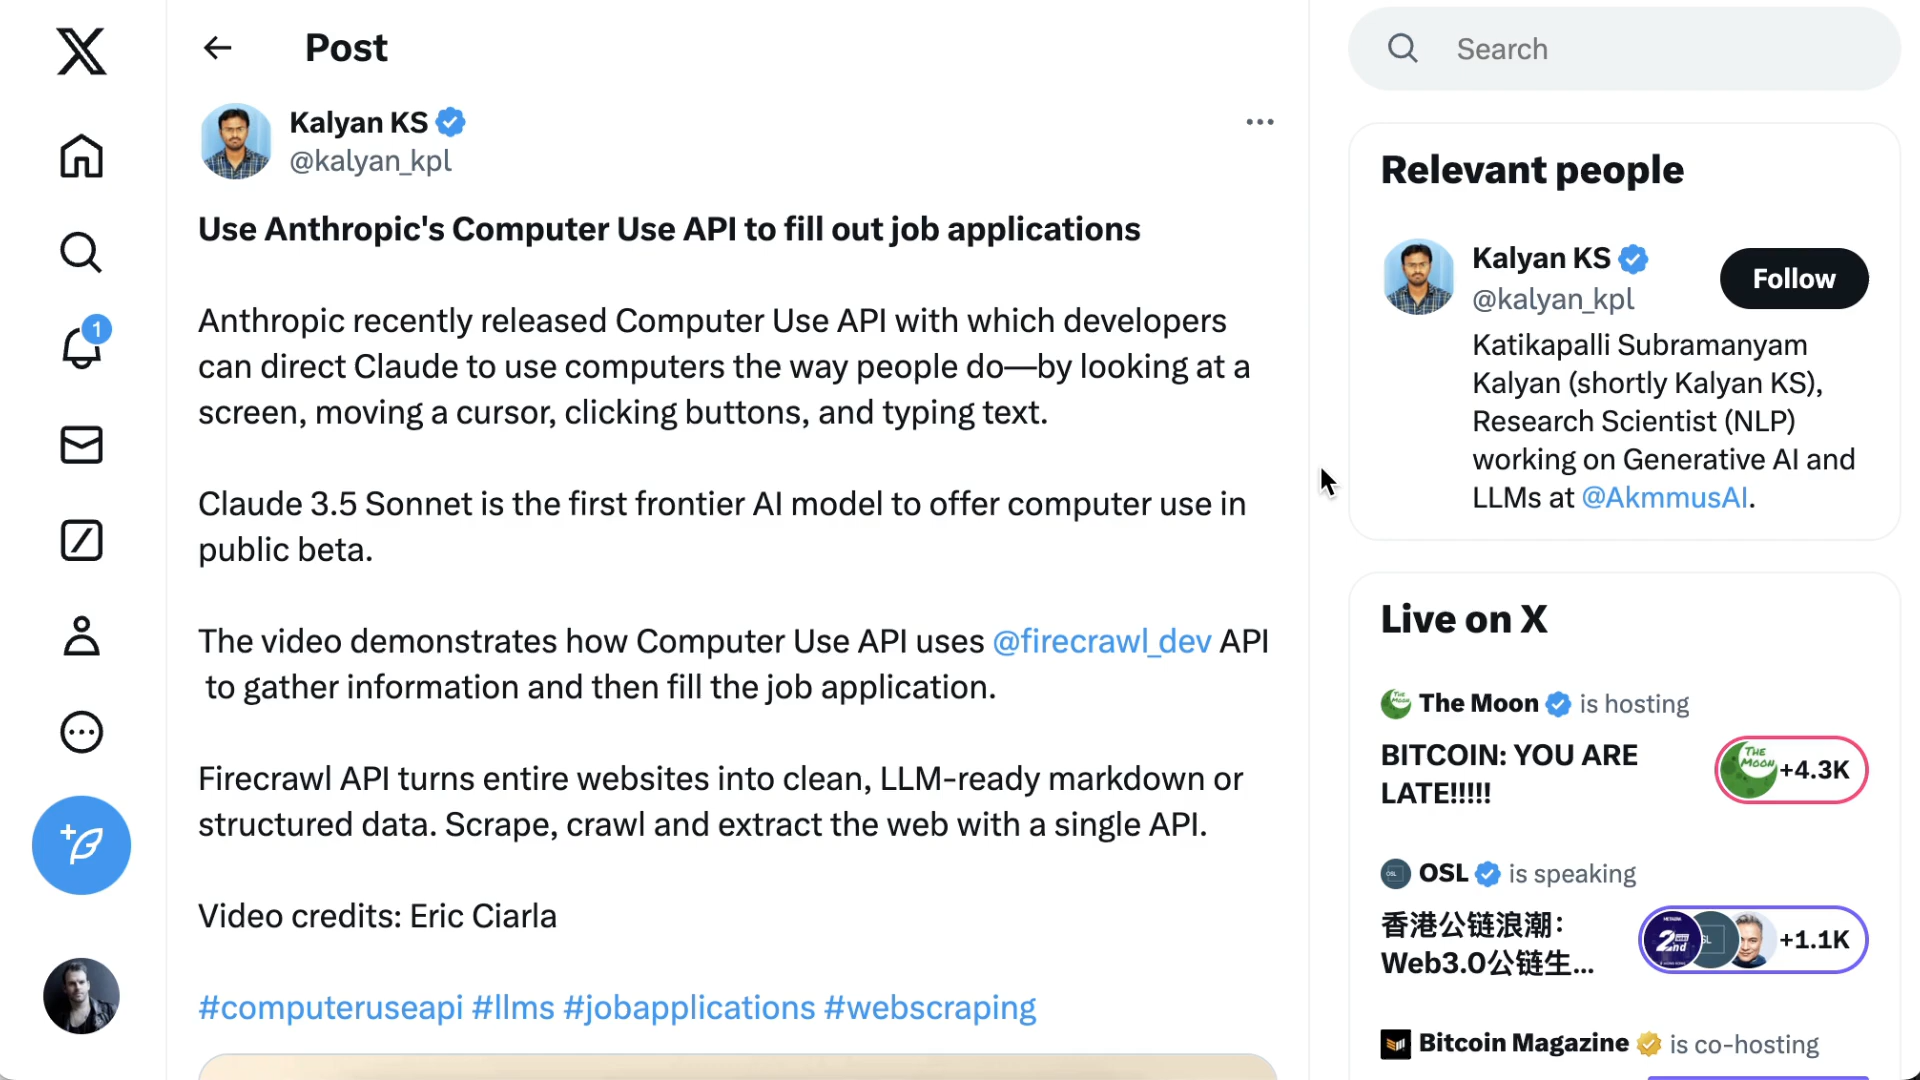 Post
Kalyan KS
@kalyan_kpl
Use Anthropic's Computer Use API to fill out job applications
Anthropic recently released Computer Use API with which developers
can direct Claude to use computers the way people do—by looking at a
screen, moving a cursor, clicking buttons, and typing text.
Claude 3.5 Sonnet is the first frontier AI model to offer computer use in
public beta.
The video demonstrates how Computer Use API uses @firecrawl_dev API
to gather information and then fill the job application.
Firecrawl API turns entire websites into clean, LLM-ready markdown or
structured data. Scrape, crawl and extract the web with a single API.
Video credits: Eric Ciarla
#computeruseapi #llms #jobapplications #webscraping
1
Search
Relevant people
Kalyan KS
@kalyan_kpl
Follow
Katikapalli Subramanyam
Kalyan (shortly Kalyan KS),
Research Scientist (NLP)
working on Generative AI and
LLMs at @AkmmusAI.
Live on X
The Moon is hosting
BITCOIN: YOU ARE
LATE!!!!!
THE
MOON
+4.3K
OSL is speaking
香港公链浪潮：
Web3.0公链生...
2nd
+1.1K
Bitcoin Magazine is co-hosting